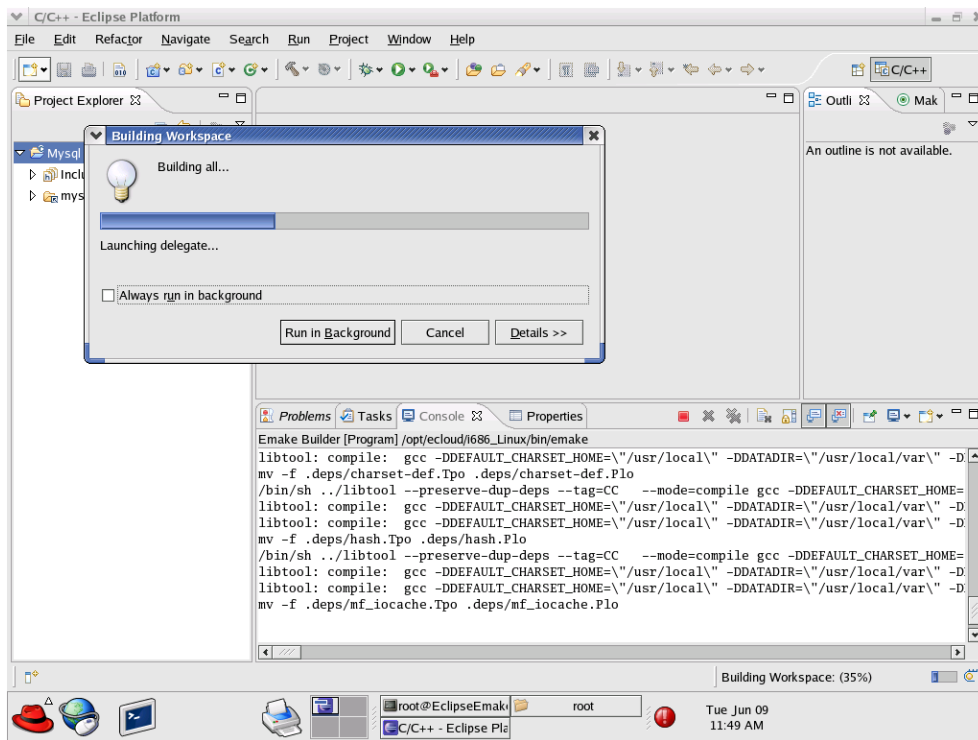 C/C++ - Eclipse Platform
File Edit Refactor Navigate Search Run Project Window Help
C/C++
Project Explorer
Outli
Mak
Building Workspace
Mysql
An outline is not available.
Building all...
Launching delegate...
Always run in background
Run in Background Cancel Details >>
Problems Tasks Console Properties
Emake Builder [Program] /opt/ecloud/i686_Linux/bin/emake
libtool: compile:  gcc -DDEFAULT_CHARSET_HOME=\"/usr/local\" -DDATADIR=\"/usr/local/var\" -D
mv -f .deps/charset-def.Tpo .deps/charset-def.Plo
/bin/sh ../libtool --preserve-dup-deps --tag=CC   --mode=compile gcc -DDEFAULT_CHARSET_HOME=
libtool: compile:  gcc -DDEFAULT_CHARSET_HOME=\"/usr/local\" -DDATADIR=\"/usr/local/var\" -D
libtool: compile:  gcc -DDEFAULT_CHARSET_HOME=\"/usr/local\" -DDATADIR=\"/usr/local/var\" -D
mv -f .deps/hash.Tpo .deps/hash.Plo
/bin/sh ../libtool --preserve-dup-deps --tag=CC   --mode=compile gcc -DDEFAULT_CHARSET_HOME=
libtool: compile:  gcc -DDEFAULT_CHARSET_HOME=\"/usr/local\" -DDATADIR=\"/usr/local/var\" -D
libtool: compile:  gcc -DDEFAULT_CHARSET_HOME=\"/usr/local\" -DDATADIR=\"/usr/local/var\" -D
mv -f .deps/mf_iocache.Tpo .deps/mf_iocache.Plo
Building Workspace: (35%)
root@EclipseEmak
root
C/C++ - Eclipse Pla
Tue Jun 09
11:49 AM